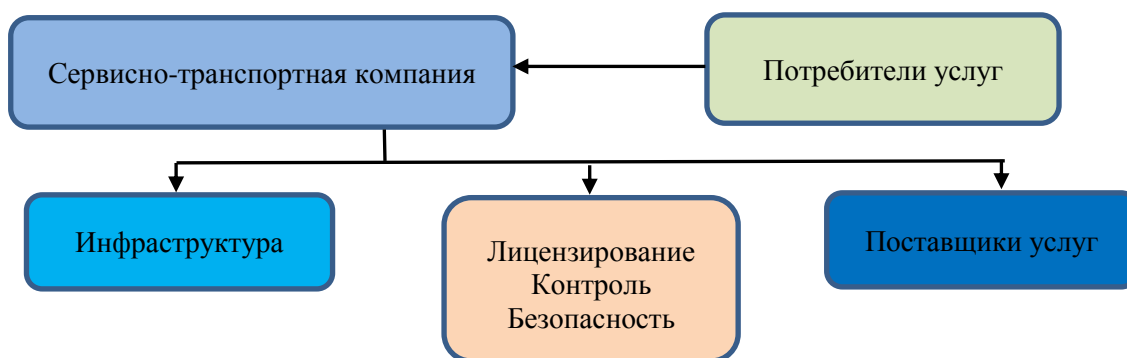 Сервисно-транспортная компания
Потребители услуг
Инфраструктура
Лицензирование
Контроль
Безопасность
Поставщики услуг